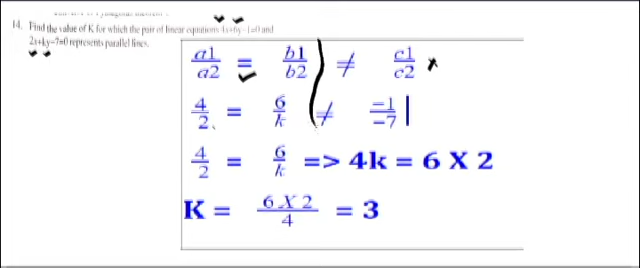 14. Find the value of K for which the pair of linear equations 4x+6y-1=0 and
2x+ky-7=0 represents parallel lines.
a1/a2 = b1/b2 ≠ c1/c2
4/2 = 6/k ≠ -1/-7
4/2 = 6/k => 4k = 6 X 2
K = 6 X 2/4 = 3